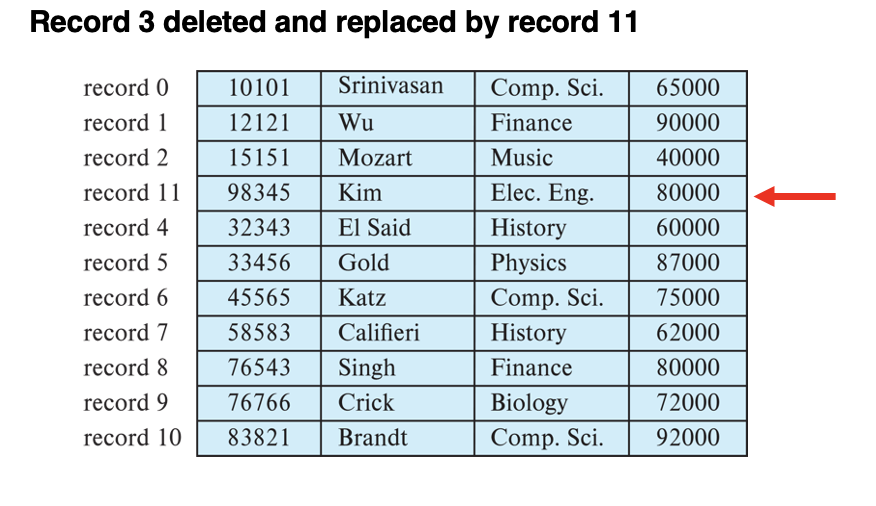 Record 3 deleted and replaced by record 11
record 0 10101 Srinivasan Comp. Sci. 65000
record 1 12121 Wu Finance 90000
record 2 15151 Mozart Music 40000
record 11 98345 Kim Elec. Eng. 80000
record 4 32343 El Said History 60000
record 5 33456 Gold Physics 87000
record 6 45565 Katz Comp. Sci. 75000
record 7 58583 Califieri History 62000
record 8 76543 Singh Finance 80000
record 9 76766 Crick Biology 72000
record 10 83821 Brandt Comp. Sci. 92000